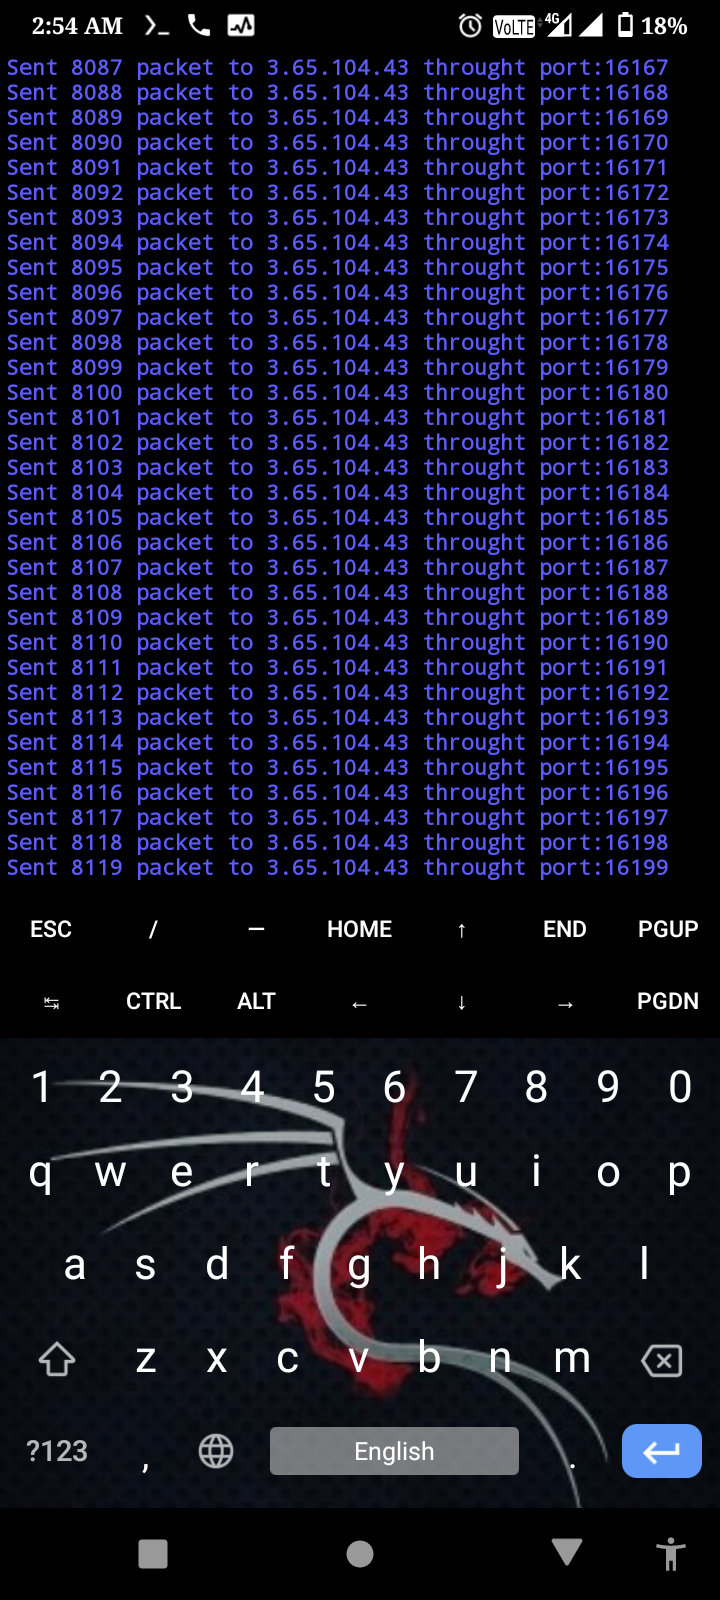 2:54 AM VoLTE 4G 18%
Sent 8087 packet to 3.65.104.43 throught port:16167
Sent 8088 packet to 3.65.104.43 throught port:16168
Sent 8089 packet to 3.65.104.43 throught port:16169
Sent 8090 packet to 3.65.104.43 throught port:16170
Sent 8091 packet to 3.65.104.43 throught port:16171
Sent 8092 packet to 3.65.104.43 throught port:16172
Sent 8093 packet to 3.65.104.43 throught port:16173
Sent 8094 packet to 3.65.104.43 throught port:16174
Sent 8095 packet to 3.65.104.43 throught port:16175
Sent 8096 packet to 3.65.104.43 throught port:16176
Sent 8097 packet to 3.65.104.43 throught port:16177
Sent 8098 packet to 3.65.104.43 throught port:16178
Sent 8099 packet to 3.65.104.43 throught port:16179
Sent 8100 packet to 3.65.104.43 throught port:16180
Sent 8101 packet to 3.65.104.43 throught port:16181
Sent 8102 packet to 3.65.104.43 throught port:16182
Sent 8103 packet to 3.65.104.43 throught port:16183
Sent 8104 packet to 3.65.104.43 throught port:16184
Sent 8105 packet to 3.65.104.43 throught port:16185
Sent 8106 packet to 3.65.104.43 throught port:16186
Sent 8107 packet to 3.65.104.43 throught port:16187
Sent 8108 packet to 3.65.104.43 throught port:16188
Sent 8109 packet to 3.65.104.43 throught port:16189
Sent 8110 packet to 3.65.104.43 throught port:16190
Sent 8111 packet to 3.65.104.43 throught port:16191
Sent 8112 packet to 3.65.104.43 throught port:16192
Sent 8113 packet to 3.65.104.43 throught port:16193
Sent 8114 packet to 3.65.104.43 throught port:16194
Sent 8115 packet to 3.65.104.43 throught port:16195
Sent 8116 packet to 3.65.104.43 throught port:16196
Sent 8117 packet to 3.65.104.43 throught port:16197
Sent 8118 packet to 3.65.104.43 throught port:16198
Sent 8119 packet to 3.65.104.43 throught port:16199
ESC / — HOME ↑ END PGUP
↹ CTRL ALT ← ↓ → PGDN
1 2 3 4 5 6 7 8 9 0
q w e r t y u i o p
a s d f g h j k l
z x c v b n m
?123 , English .